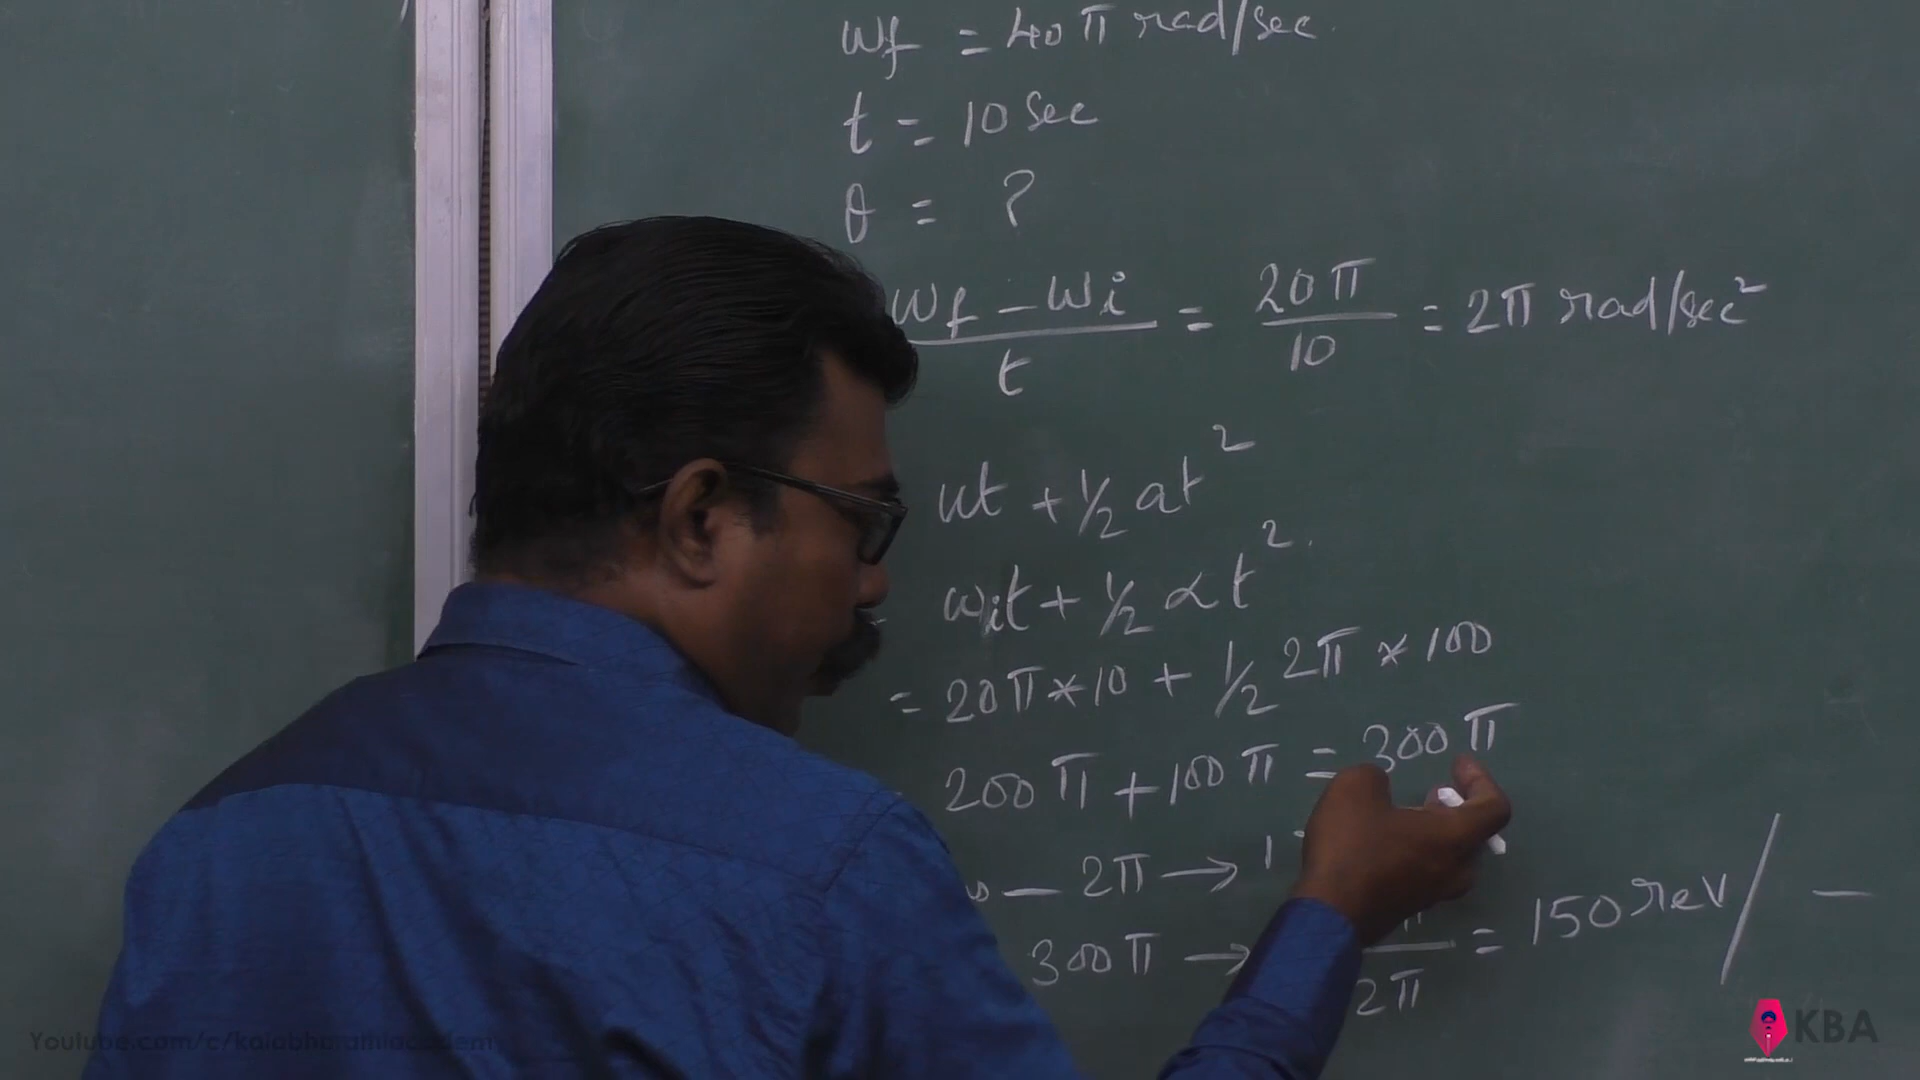 ωf = 40π rad/sec.
t = 10 sec
θ = ?
ωf - ωi / t = 20π / 10 = 2π rad/sec²
ut + 1/2 at²
ωit + 1/2 αt².
= 20π * 10 + 1/2 2π * 100
200π + 100π = 300π
— 2π → 1
300π → π / 2π = 150 rev/ —
Youtube.com/c/kalabharathiacadem
KBA